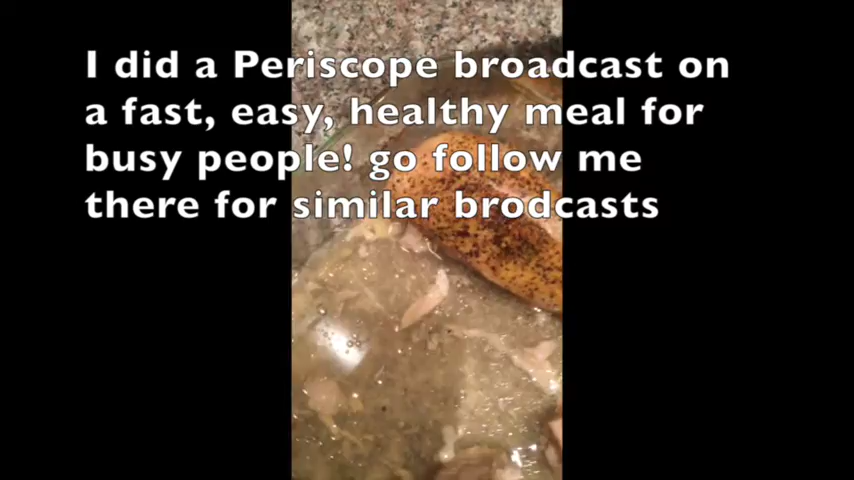 I did a Periscope broadcast on
a fast, easy, healthy meal for
busy people! go follow me
there for similar brodcasts